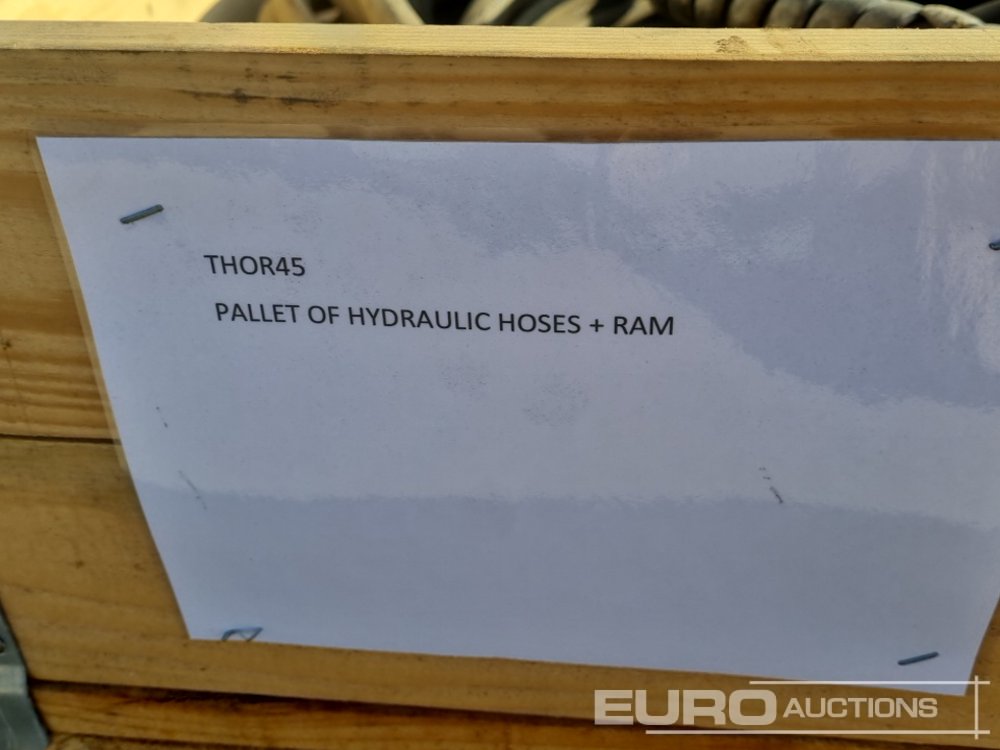 THOR45
PALLET OF HYDRAULIC HOSES + RAM
EURO AUCTIONS